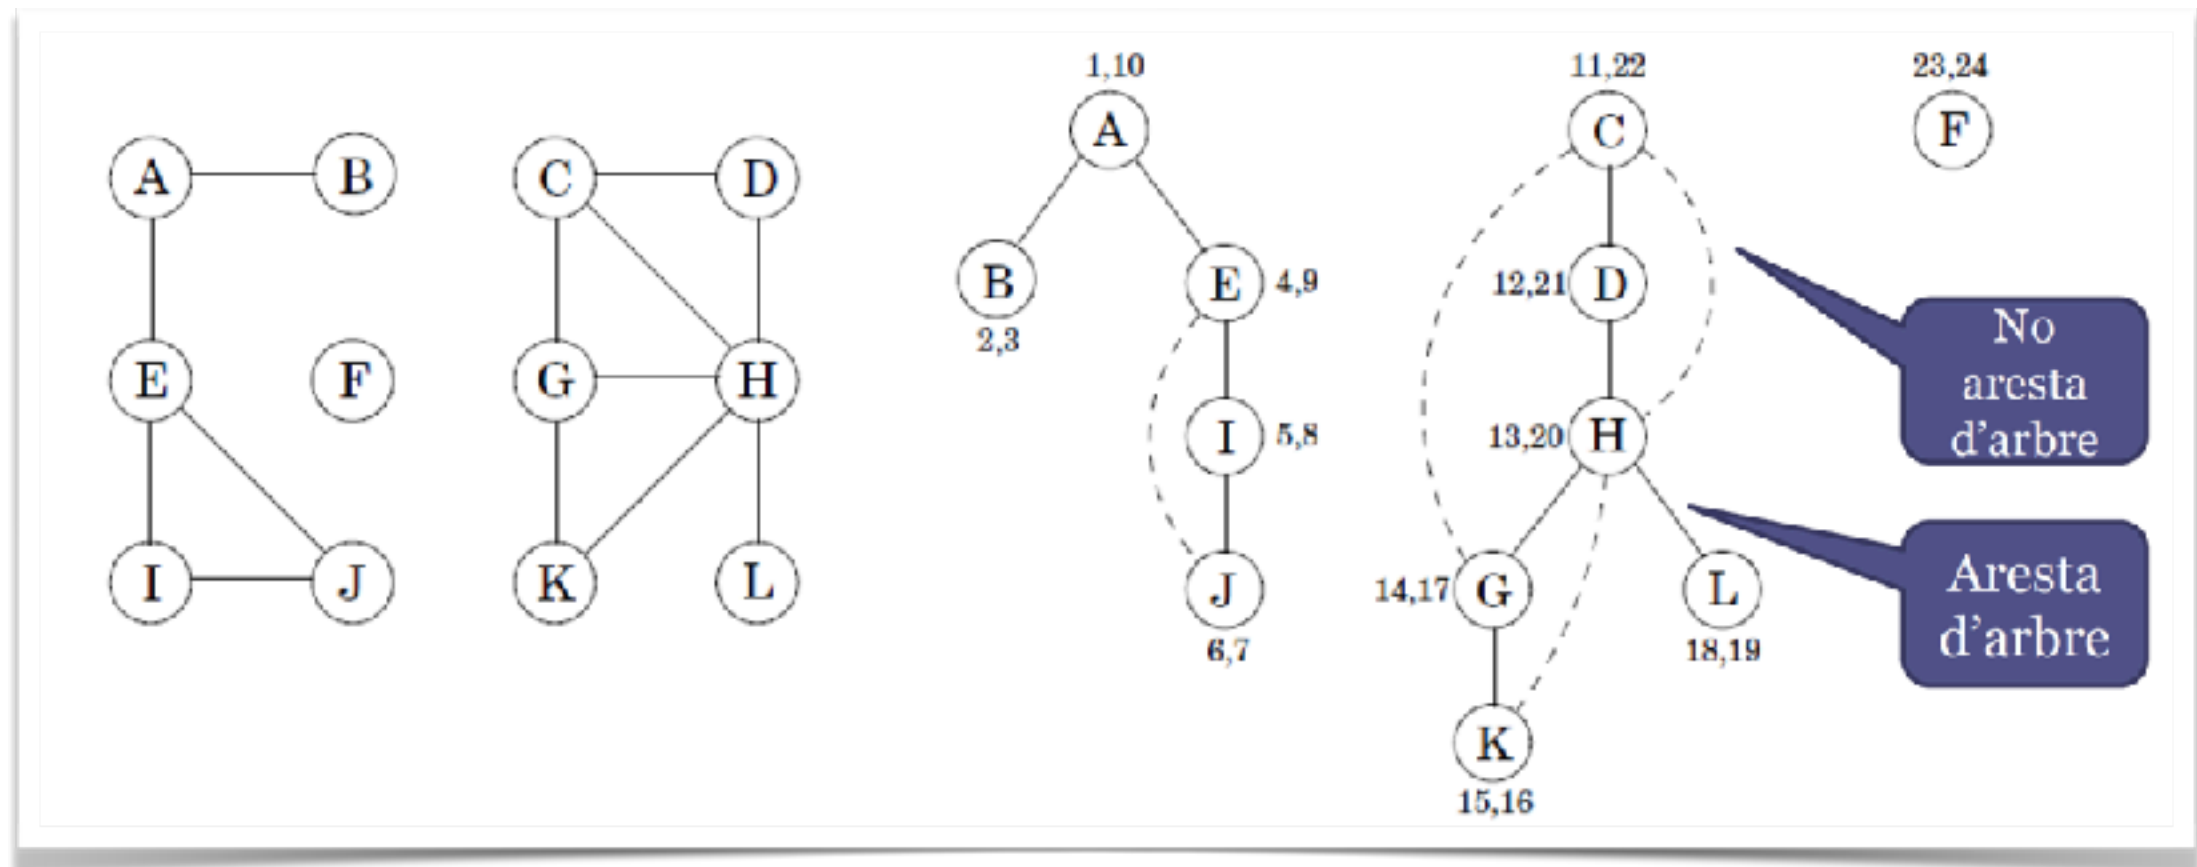 A B
E F
I J
C D
G H
K L
1,10
A
B
2,3
E 4,9
I 5,8
J
6,7
11,22
C
12,21 D
13,20 H
14,17 G
L
18,19
K
15,16
23,24
F
No
aresta
d'arbre
Aresta
d'arbre